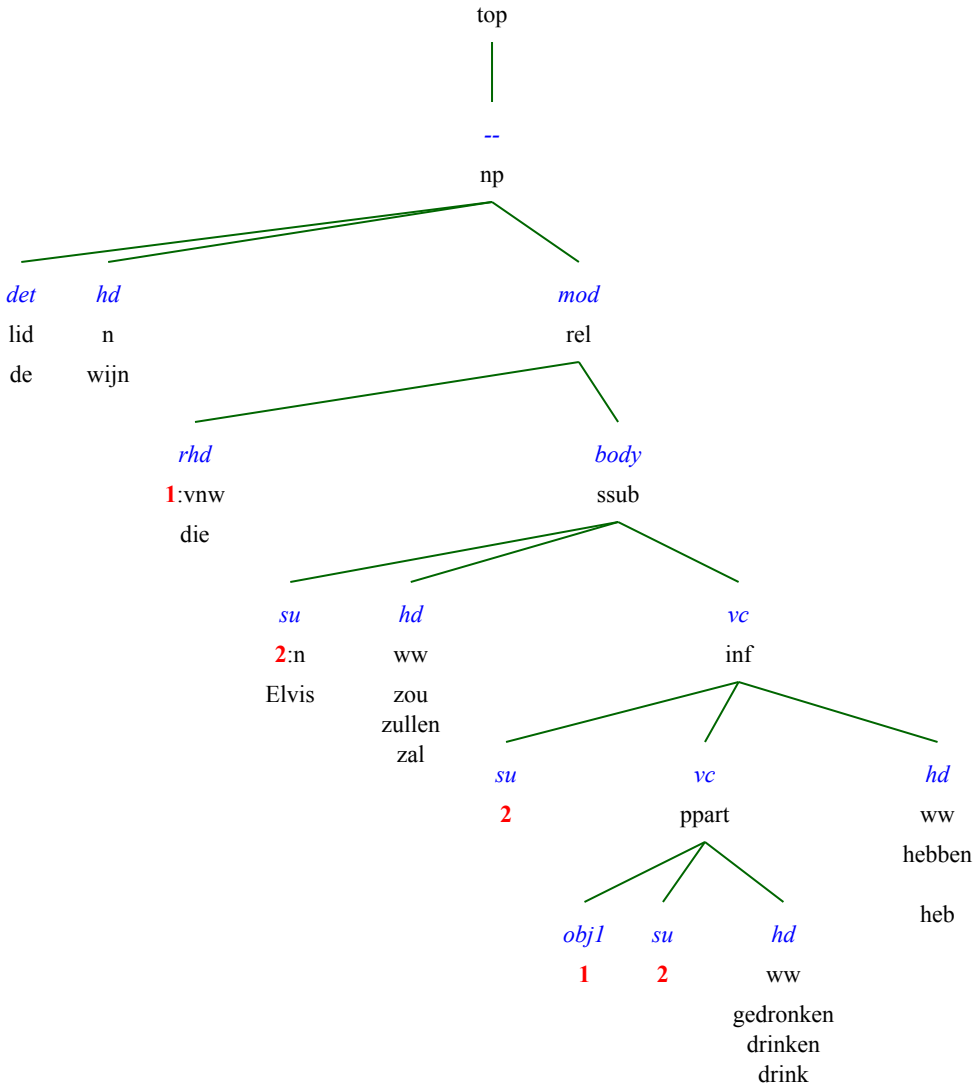 top
--
np
det hd mod
lid n rel
de wijn
rhd body
1:vnw ssub
die
su hd vc
2:n ww inf
Elvis zou
zullen
zal
su vc hd
2 ppart ww
hebben
heb
obj1 su hd
1 2 ww
gedronken
drinken
drink